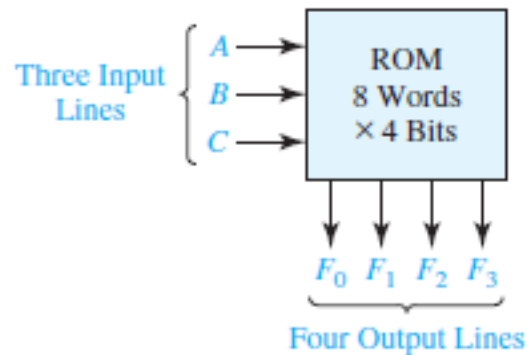 Three Input
Lines
A
B
C
ROM
8 Words
× 4 Bits
F₀ F₁ F₂ F₃
Four Output Lines